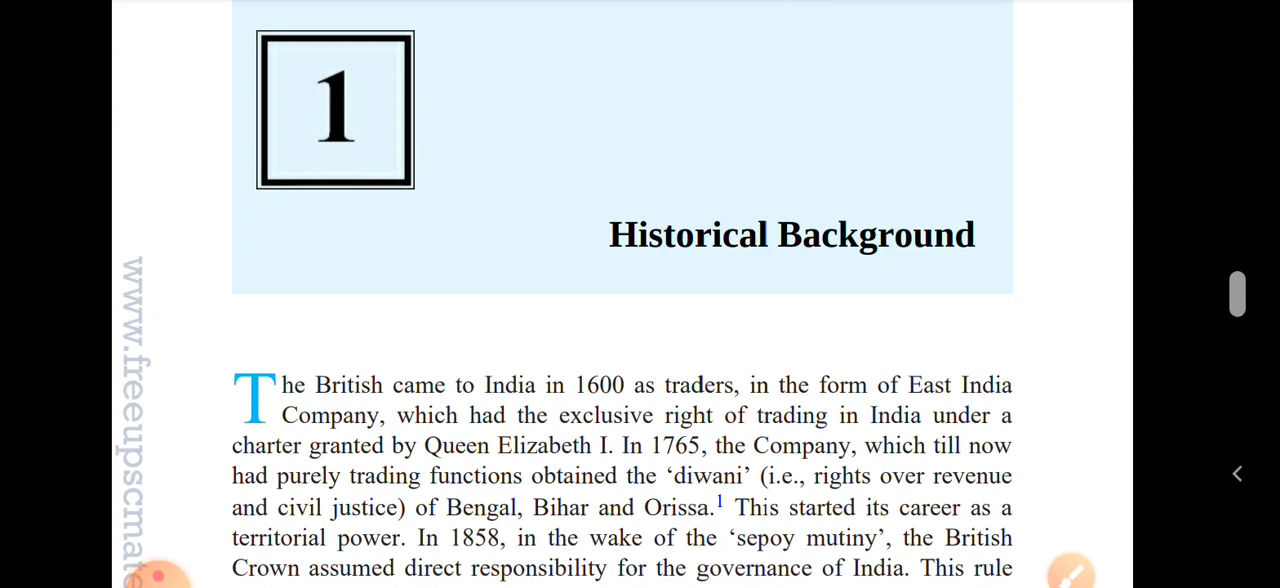 1
Historical Background
The British came to India in 1600 as traders, in the form of East India
Company, which had the exclusive right of trading in India under a
charter granted by Queen Elizabeth I. In 1765, the Company, which till now
had purely trading functions obtained the ‘diwani’ (i.e., rights over revenue
and civil justice) of Bengal, Bihar and Orissa.1 This started its career as a
territorial power. In 1858, in the wake of the ‘sepoy mutiny’, the British
Crown assumed direct responsibility for the governance of India. This rule
www.freeupscmate